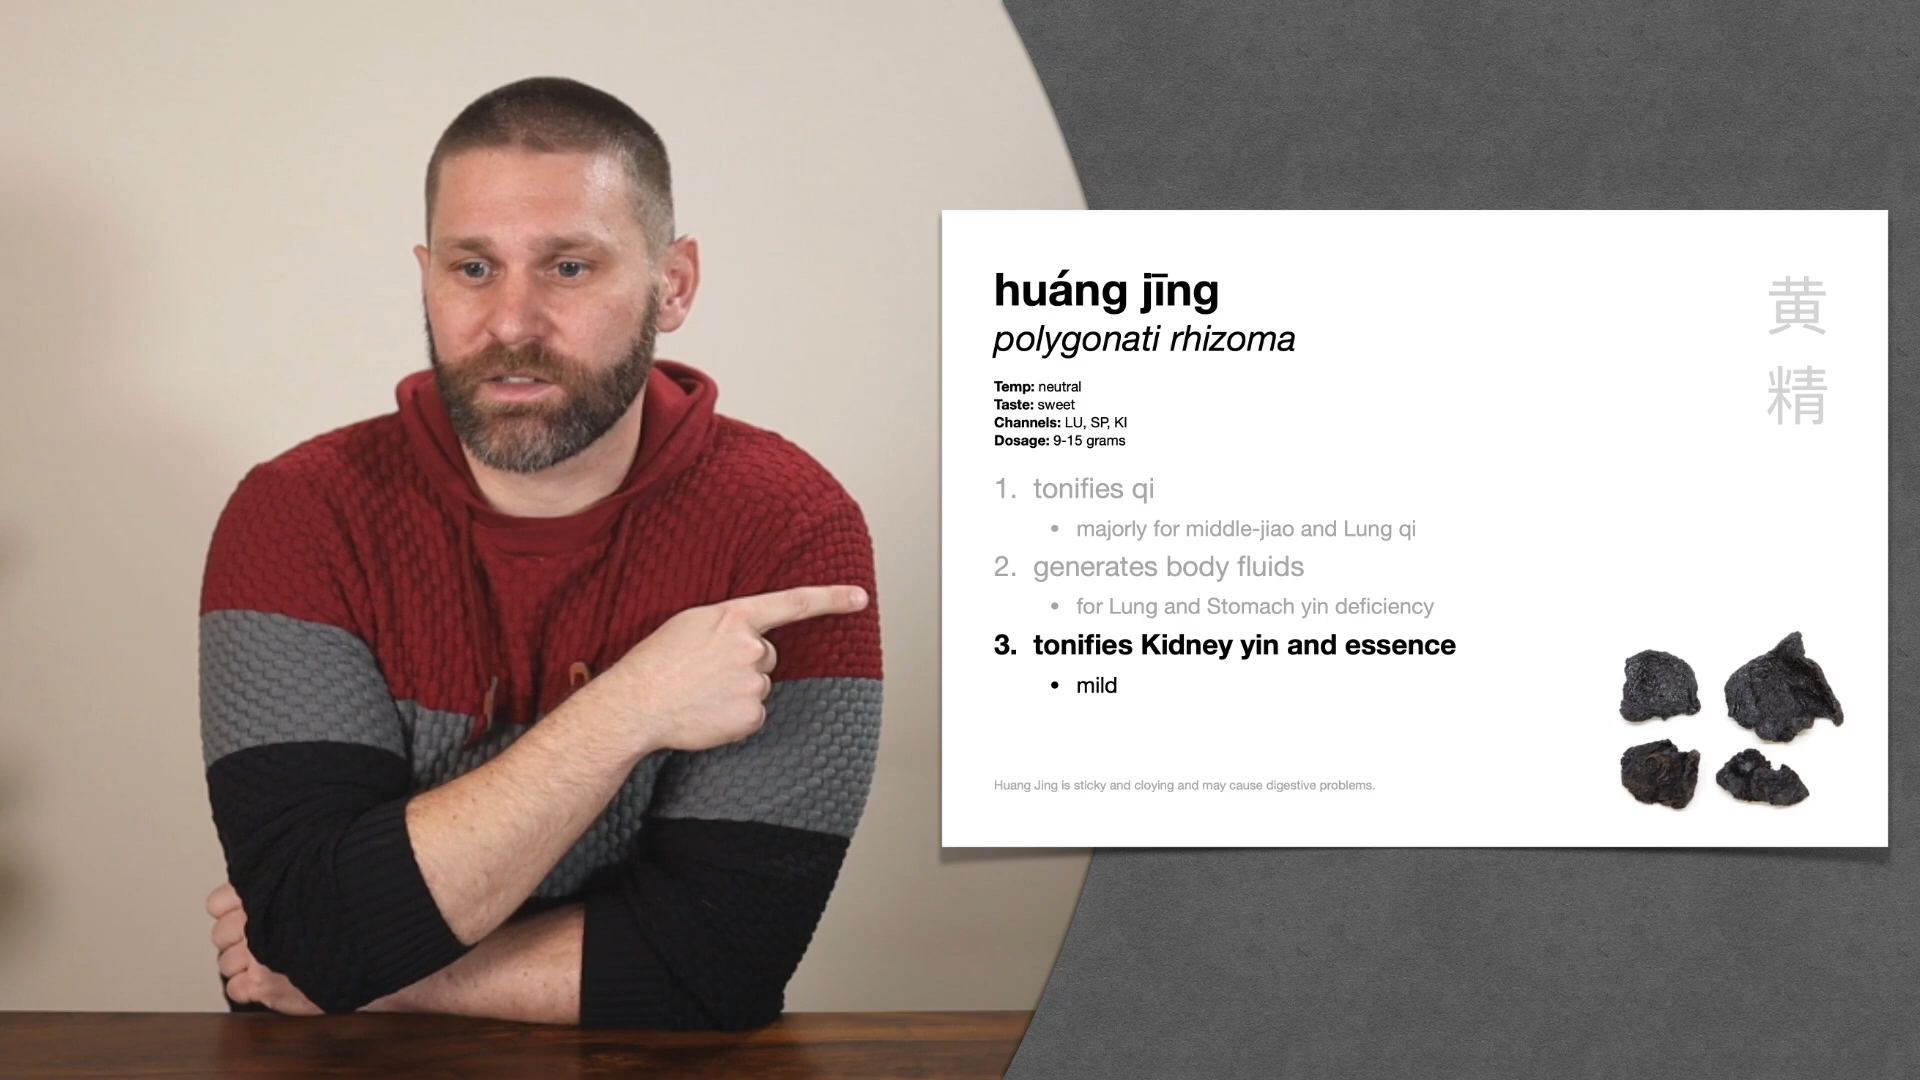 huáng jīng
polygonati rhizoma
黄
精
Temp: neutral
Taste: sweet
Channels: LU, SP, KI
Dosage: 9-15 grams
1. tonifies qi
• majorly for middle-jiao and Lung qi
2. generates body fluids
• for Lung and Stomach yin deficiency
3. tonifies Kidney yin and essence
• mild
Huang Jing is sticky and cloying and may cause digestive problems.